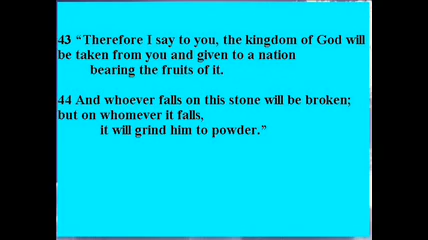 43 “Therefore I say to you, the kingdom of God will
be taken from you and given to a nation
bearing the fruits of it.
44 And whoever falls on this stone will be broken;
but on whomever it falls,
it will grind him to powder.”